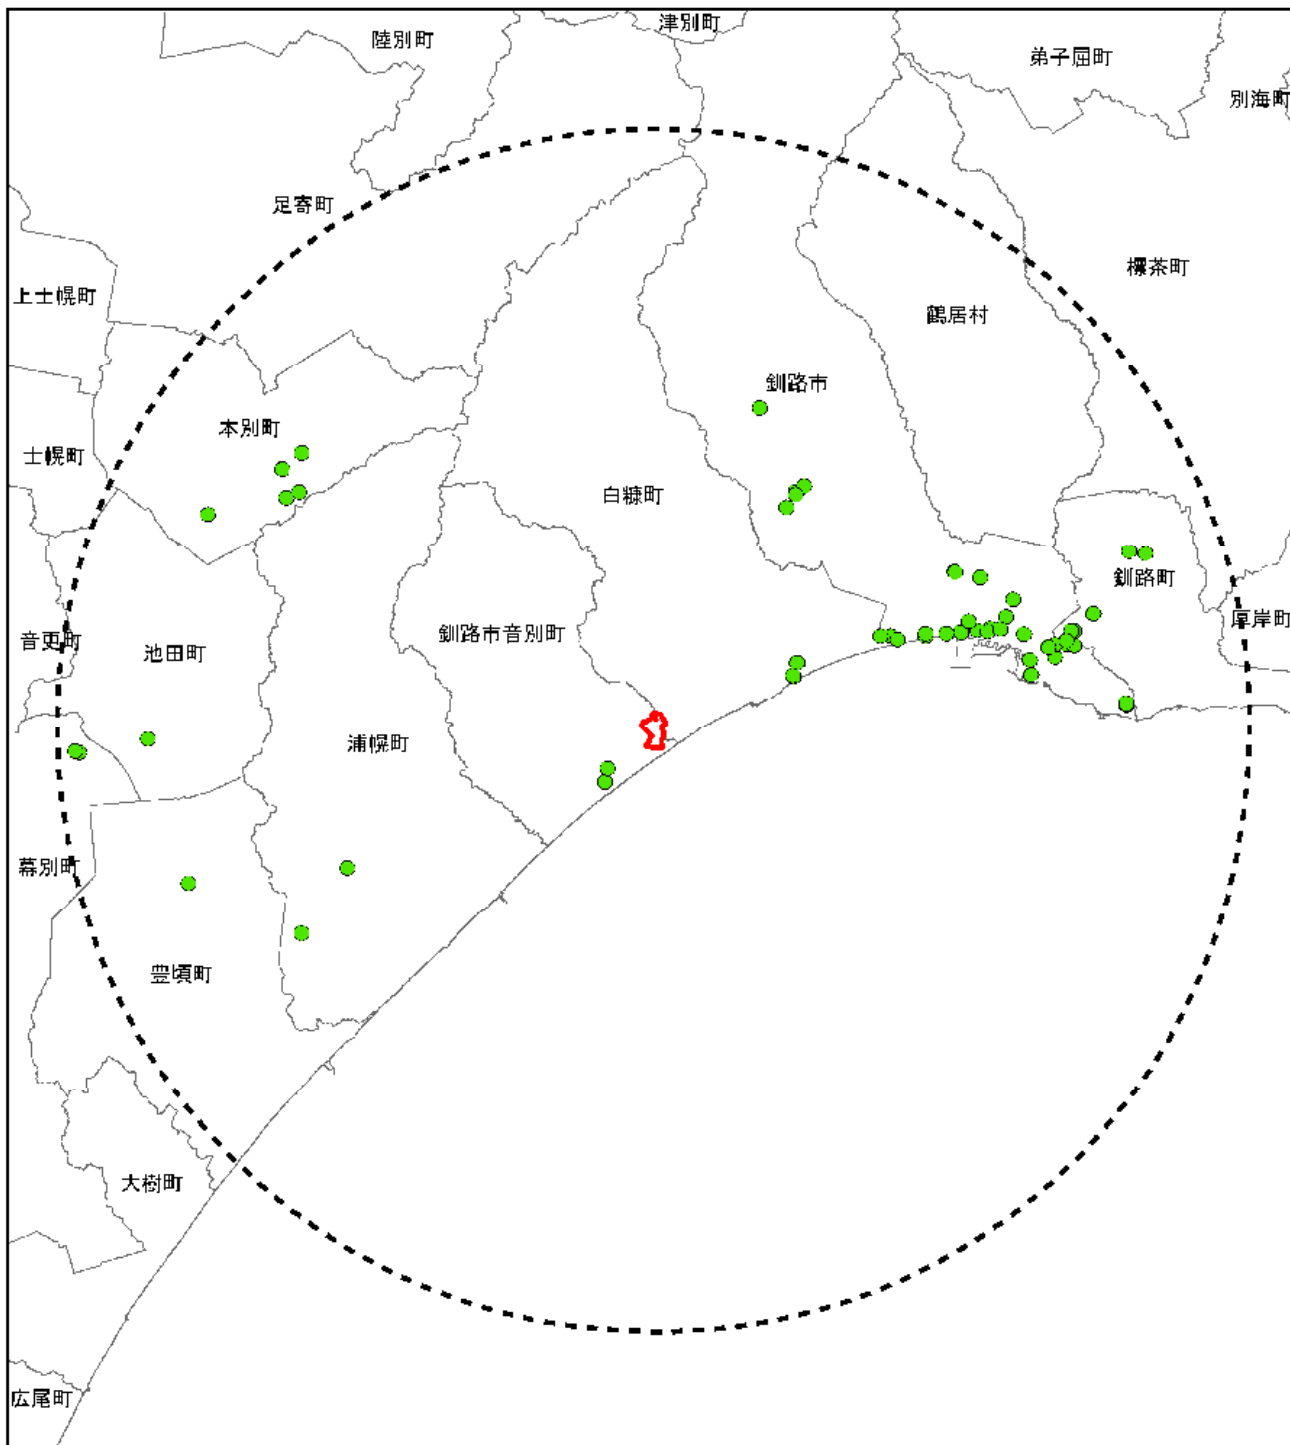 津別町
陸別町
弟子屈町
別海町
足寄町
標茶町
上士幌町
鶴居村
釧路市
本別町
士幌町
白糠町
釧路町
厚岸町
釧路市音別町
音更町
池田町
浦幌町
幕別町
豊頃町
大樹町
広尾町